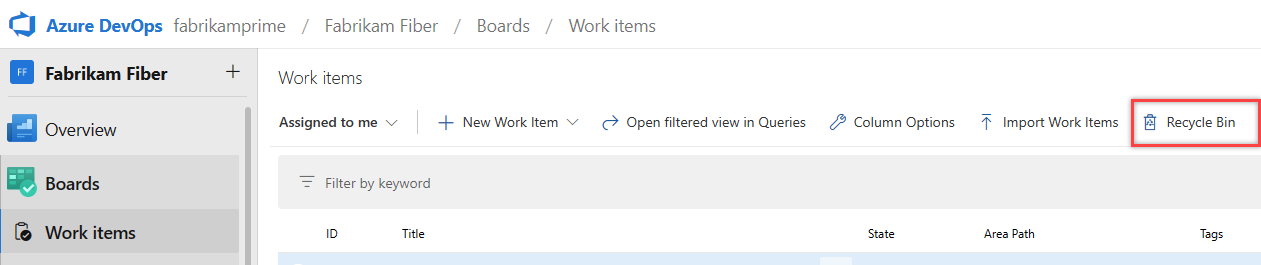 Azure DevOps fabrikamprime / Fabrikam Fiber / Boards / Work items
FF Fabrikam Fiber +
Work items
Assigned to me New Work Item Open filtered view in Queries Column Options Import Work Items Recycle Bin
Overview
Boards
Filter by keyword
Work items
ID Title State Area Path Tags